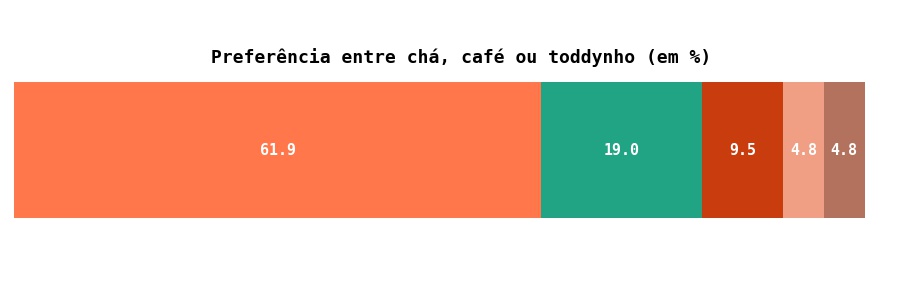 Preferência entre chá, café ou toddynho (em %)
61.9 19.0 9.5 4.8 4.8